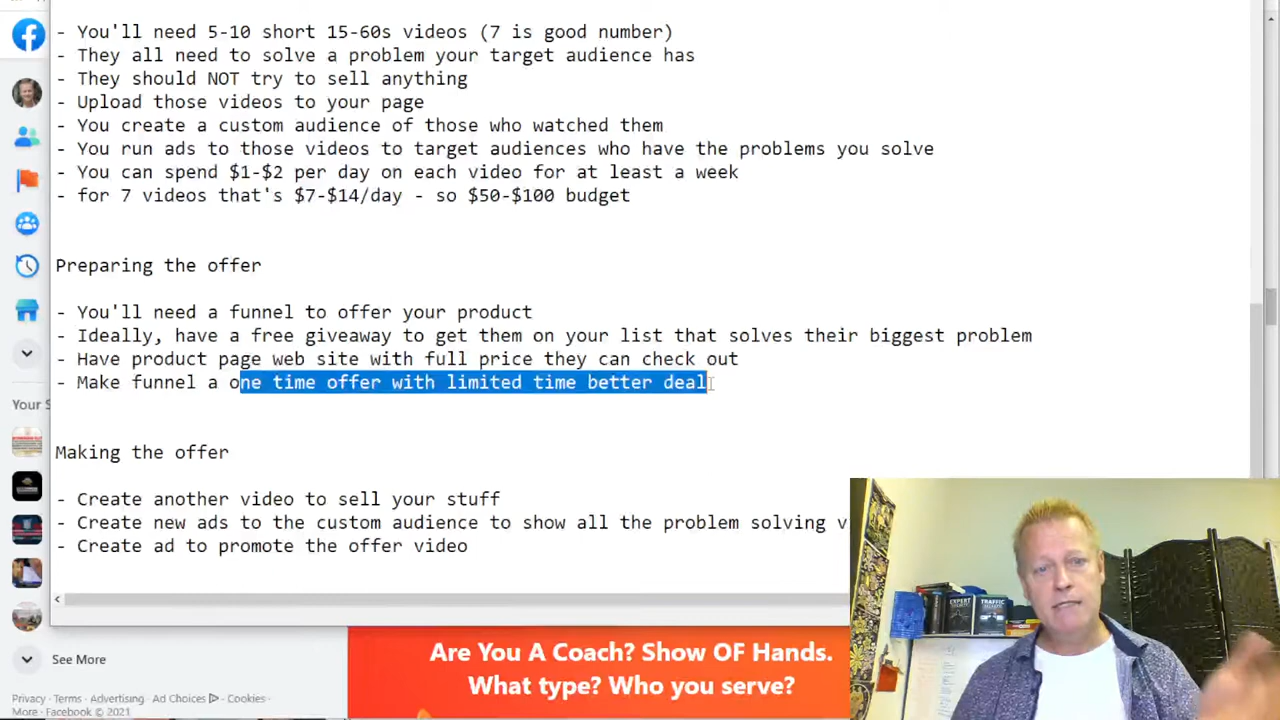 - You'll need 5-10 short 15-60s videos (7 is good number)
- They all need to solve a problem your target audience has
- They should NOT try to sell anything
- Upload those videos to your page
- You create a custom audience of those who watched them
- You run ads to those videos to target audiences who have the problems you solve
- You can spend $1-$2 per day on each video for at least a week
- for 7 videos that's $7-$14/day - so $50-$100 budget
Preparing the offer
- You'll need a funnel to offer your product
- Ideally, have a free giveaway to get them on your list that solves their biggest problem
- Have product page web site with full price they can check out
- Make funnel a one time offer with limited time better deal
Your S
Making the offer
- Create another video to sell your stuff
- Create new ads to the custom audience to show all the problem solving v
- Create ad to promote the offer video
EXPERT
SECRETS
TRAFFIC
SECRETS
See More
Are You A Coach? Show OF Hands.
What type? Who you serve?
Privacy · Terms · Advertising · Ad Choices · Cookies ·
More · Facebook © 2021